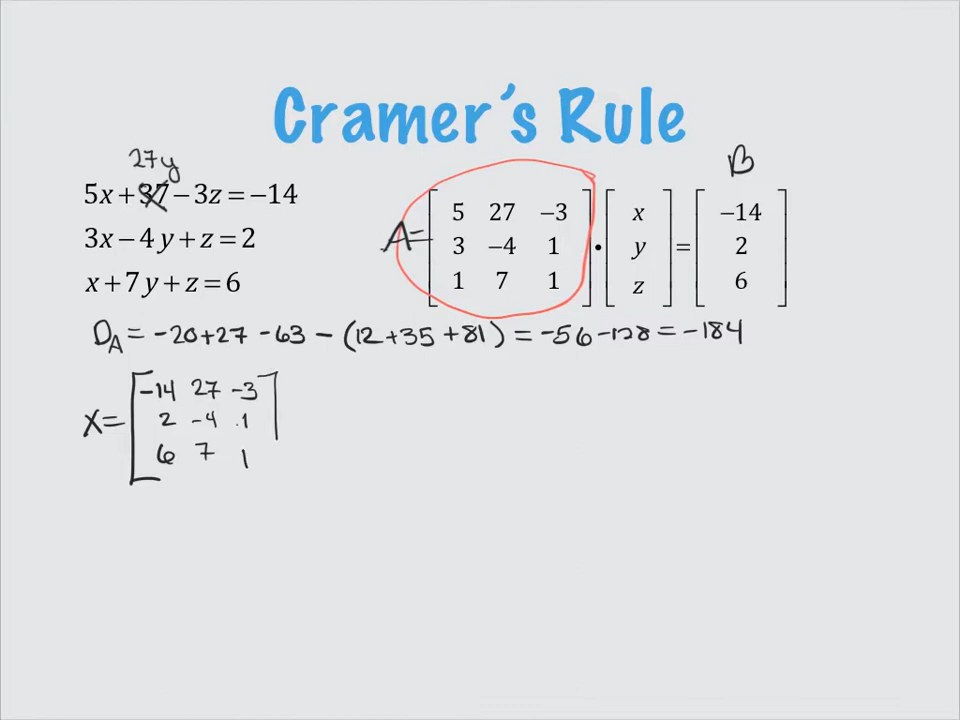 Cramer's Rule
27y
5x + 37 − 3z = −14
3x − 4y + z = 2
x + 7y + z = 6
B
A = [ 5 27 −3 ] [ x ] = [ −14 ]
[ 3 −4 1 ] • [ y ] = [ 2 ]
[ 1 7 1 ] [ z ] [ 6 ]
D_A = -20+27 -63 - (12+35+81) = -56-128 = -184
X = [ -14 27 -3 ]
2 -4 1
6 7 1